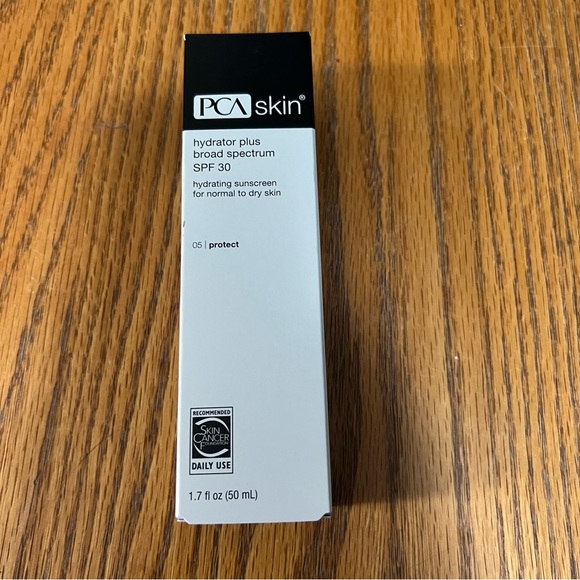 PCA skin®
hydrator plus
broad spectrum
SPF 30
hydrating sunscreen
for normal to dry skin
05 | protect
RECOMMENDED
SKIN
CANCER
FOUNDATION
DAILY USE
1.7 fl oz (50 mL)